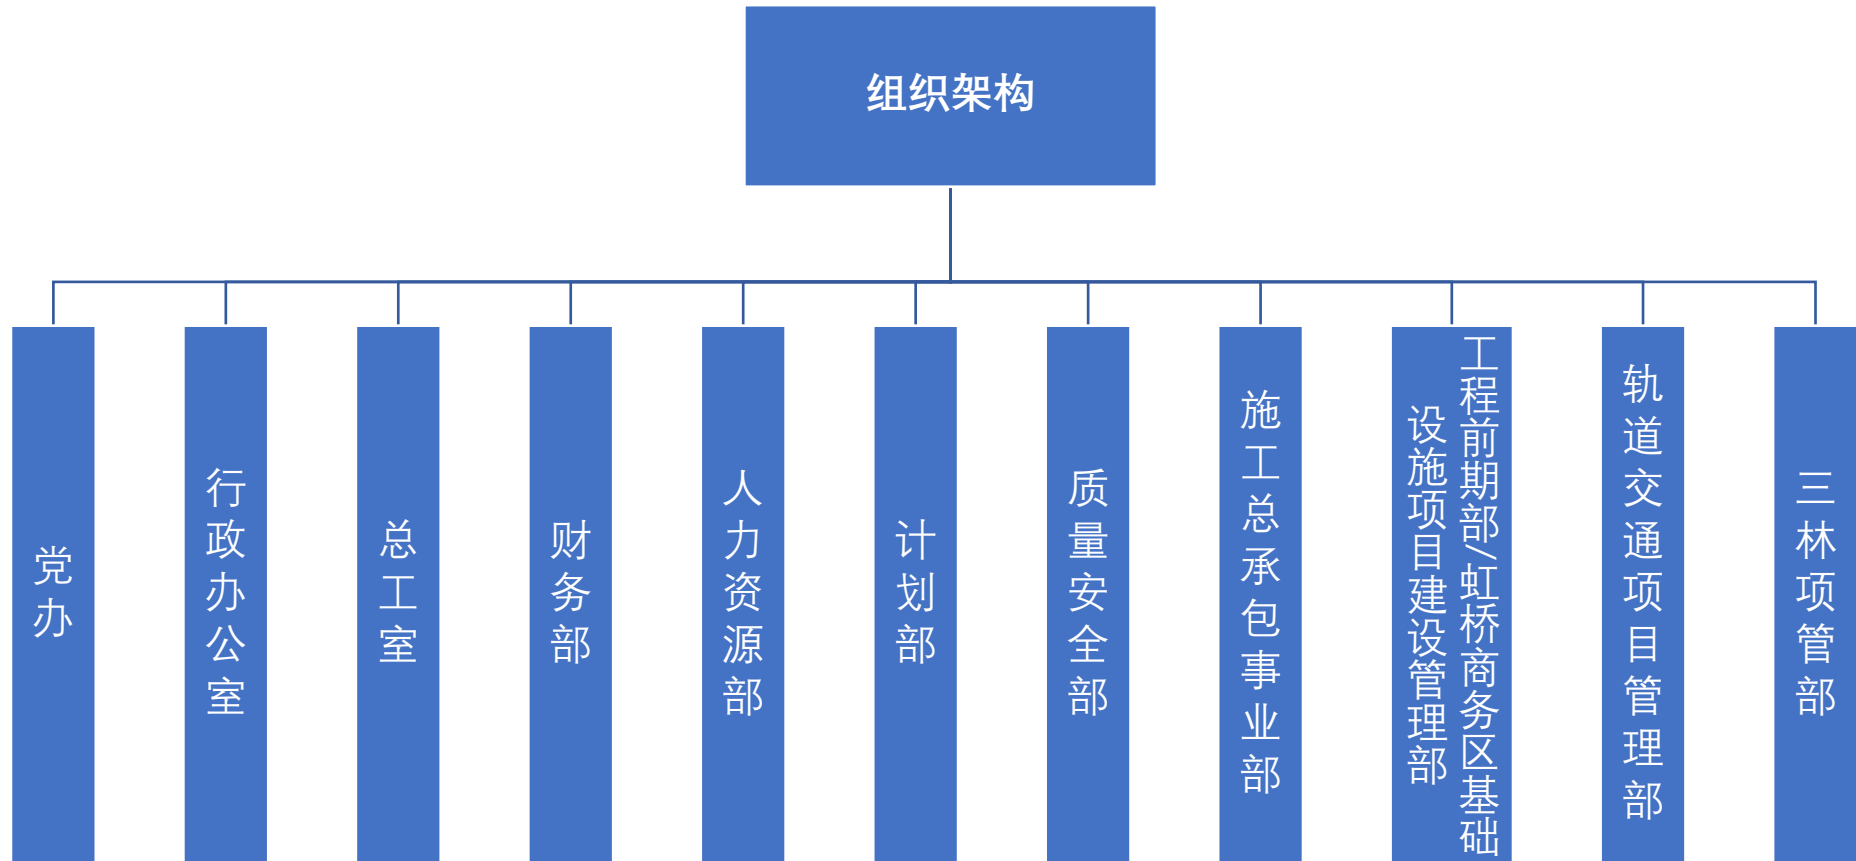 组织架构
党办
行政办公室
总工室
财务部
人力资源部
计划部
质量安全部
施工总承包事业部
工程前期部/虹桥商务区基础
设施项目建设管理部
轨道交通项目管理部
三林项管部